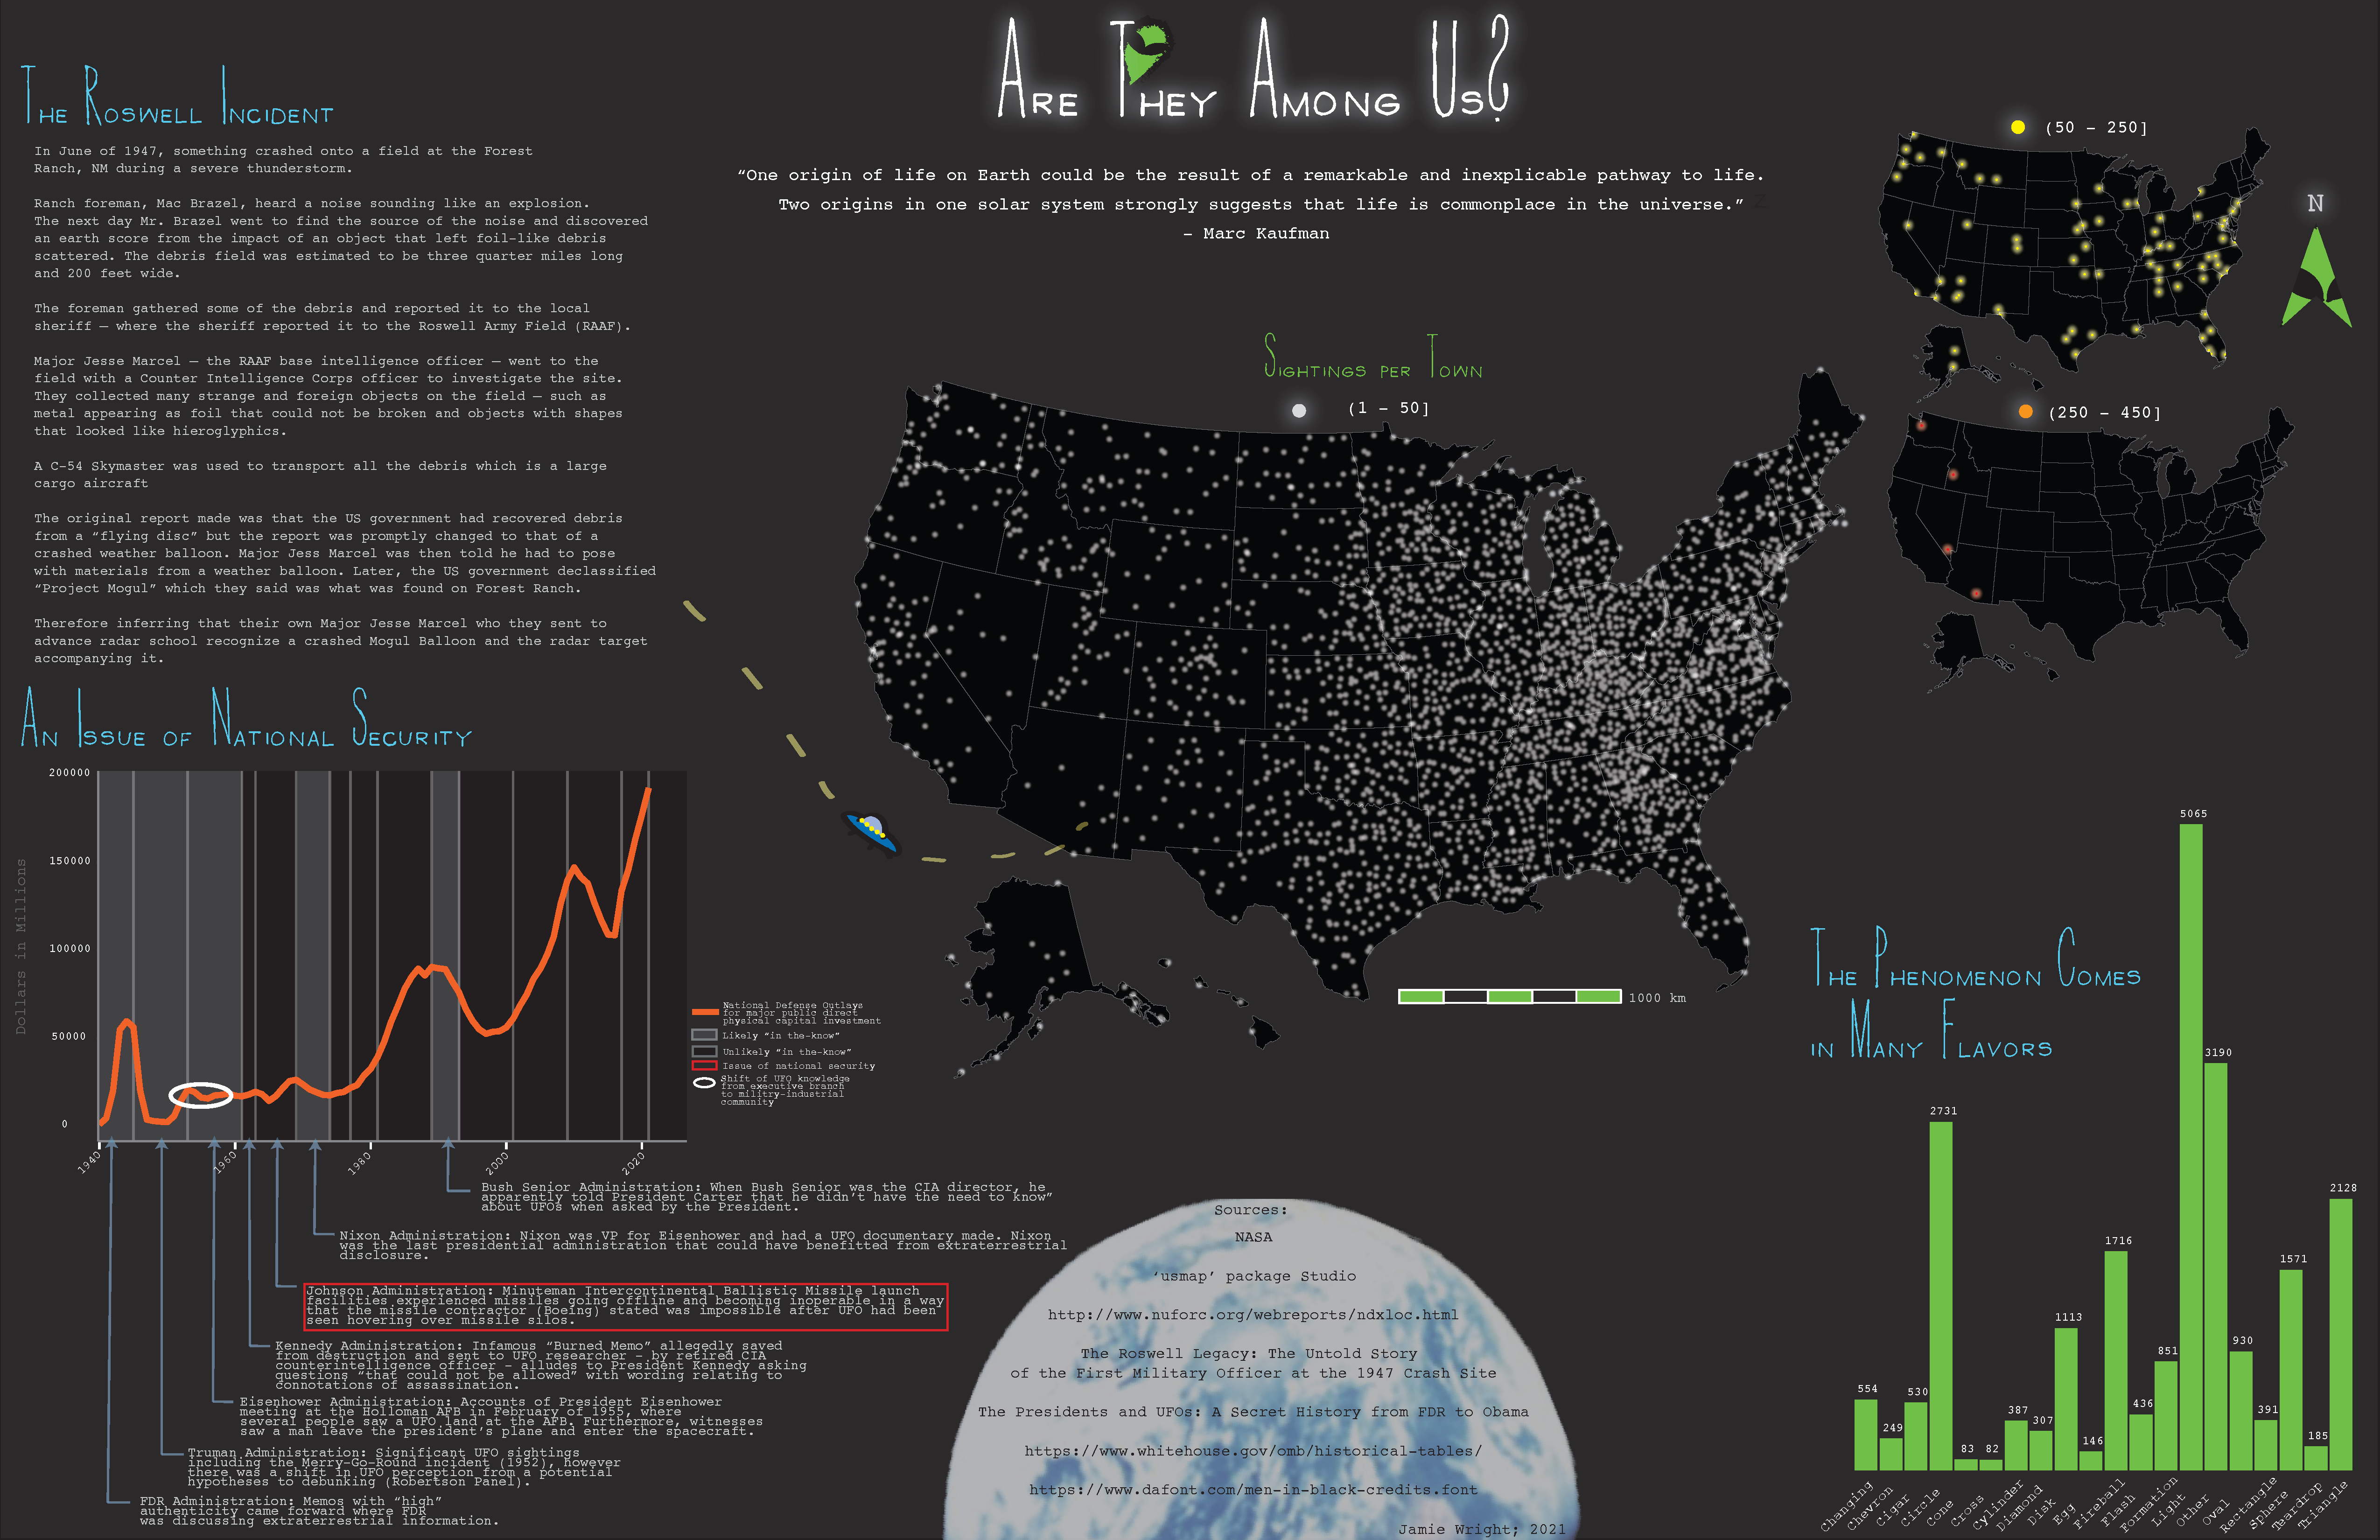 Are They Among Us?
“One origin of life on Earth could be the result of a remarkable and inexplicable pathway to life.
Two origins in one solar system strongly suggests that life is commonplace in the universe.”
- Marc Kaufman
The Roswell Incident
In June of 1947, something crashed onto a field at the Forest
Ranch, NM during a severe thunderstorm.
Ranch foreman, Mac Brazel, heard a noise sounding like an explosion.
The next day Mr. Brazel went to find the source of the noise and discovered
an earth score from the impact of an object that left foil-like debris
scattered. The debris field was estimated to be three quarter miles long
and 200 feet wide.
The foreman gathered some of the debris and reported it to the local
sheriff — where the sheriff reported it to the Roswell Army Field (RAAF).
Major Jesse Marcel — the RAAF base intelligence officer — went to the
field with a Counter Intelligence Corps officer to investigate the site.
They collected many strange and foreign objects on the field — such as
metal appearing as foil that could not be broken and objects with shapes
that looked like hieroglyphics.
A C-54 Skymaster was used to transport all the debris which is a large
cargo aircraft
The original report made was that the US government had recovered debris
from a “flying disc” but the report was promptly changed to that of a
crashed weather balloon. Major Jess Marcel was then told he had to pose
with materials from a weather balloon. Later, the US government declassified
“Project Mogul” which they said was what was found on Forest Ranch.
Therefore inferring that their own Major Jesse Marcel who they sent to
advance radar school recognize a crashed Mogul Balloon and the radar target
accompanying it.
An Issue of National Security
Dollars in Millions
200000
150000
100000
50000
0
1940
1960
1980
2000
2020
National Defense Outlays
for major public direct
physical capital investment
Likely “in the-know”
Unlikely “in the-know”
Issue of national security
Shift of UFO knowledge
from executive branch
to militry-industrial
community
Bush Senior Administration: When Bush Senior was the CIA director, he
apparently told President Carter that he didn’t have the need to know”
about UFOs when asked by the President.
Nixon Administration: Nixon was VP for Eisenhower and had a UFO documentary made. Nixon
was the last presidential administration that could have benefitted from extraterrestrial
disclosure.
Johnson Administration: Minuteman Intercontinental Ballistic Missile launch
facilities experienced missiles going offline and becoming inoperable in a way
that the missile contractor (Boeing) stated was impossible after UFO had been
seen hovering over missile silos.
Kennedy Administration: Infamous “Burned Memo” allegedly saved
from destruction and sent to UFO researcher - by retired CIA
counterintelligence officer - alludes to President Kennedy asking
questions “that could not be allowed” with wording relating to
connotations of assassination.
Eisenhower Administration: Accounts of President Eisenhower
meeting at the Holloman AFB in February of 1955, where
several people saw a UFO land at the AFB. Furthermore, witnesses
saw a man leave the president’s plane and enter the spacecraft.
Truman Administration: Significant UFO sightings
including the Merry-Go-Round incident (1952), however
there was a shift in UFO perception from a potential
hypotheses to debunking (Robertson Panel).
FDR Administration: Memos with “high”
authenticity came forward where FDR
was discussing extraterrestrial information.
Sightings per Town
(1 - 50]
1000 km
(50 - 250]
N
(250 - 450]
The Phenomenon Comes
in Many Flavors
554
249
530
2731
83
82
387
307
1113
146
1716
436
851
5065
3190
930
391
1571
185
2128
Changing
Chevron
Cigar
Circle
Cone
Cross
Cylinder
Diamond
Disk
Egg
Fireball
Flash
Formation
Light
Other
Oval
Rectangle
Sphere
Teardrop
Triangle
Sources:
NASA
‘usmap’ package Studio
http://www.nuforc.org/webreports/ndxloc.html
The Roswell Legacy: The Untold Story
of the First Military Officer at the 1947 Crash Site
The Presidents and UFOs: A Secret History from FDR to Obama
https://www.whitehouse.gov/omb/historical-tables/
https://www.dafont.com/men-in-black-credits.font
Jamie Wright; 2021